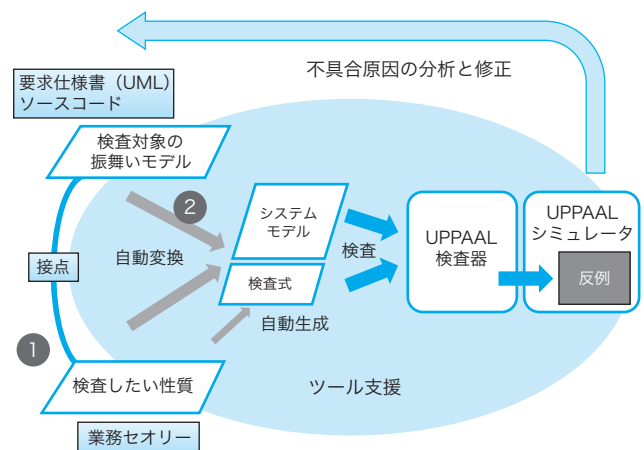 不具合原因の分析と修正
要求仕様書（UML）
ソースコード
検査対象の
振舞いモデル
2
システム
モデル
UPPAAL
検査器
UPPAAL
シミュレータ
自動変換
検査
接点
検査式
反例
自動生成
1
検査したい性質
ツール支援
業務セオリー